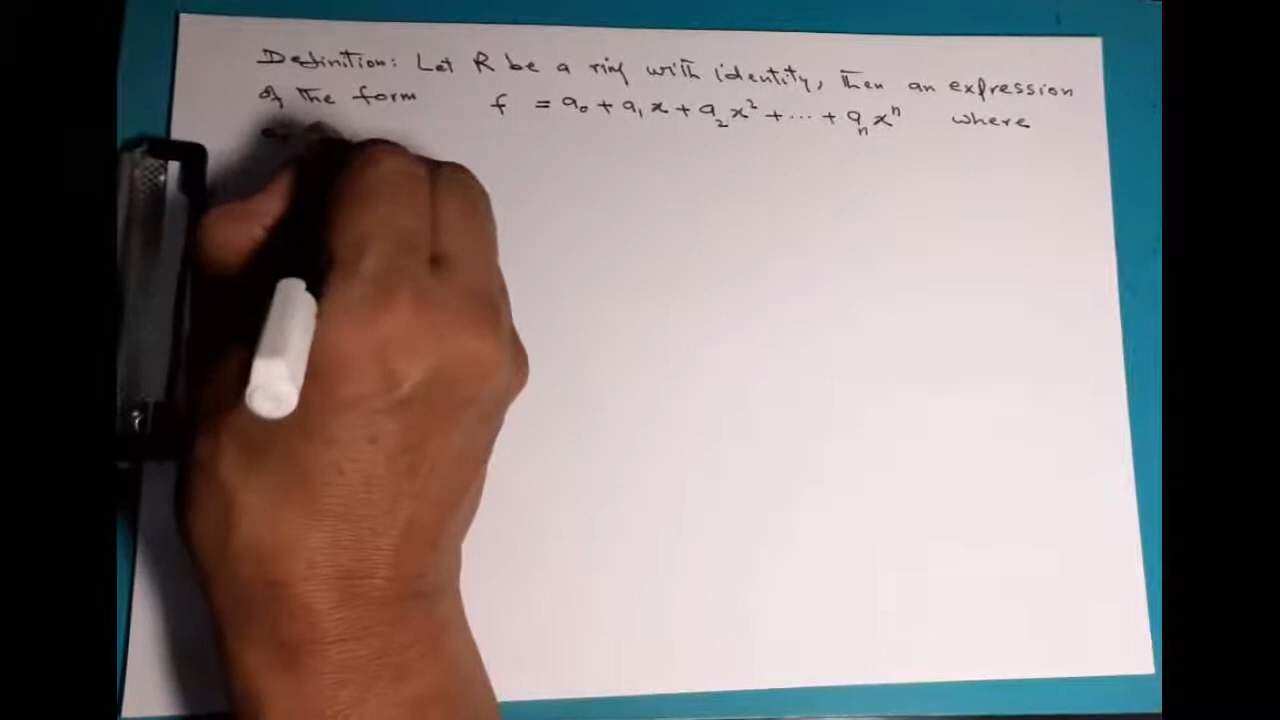 Definition: Let R be a ring with identity, Then an expression
of the form f = a₀ + a₁x + a₂x² + ... + aₙxⁿ where